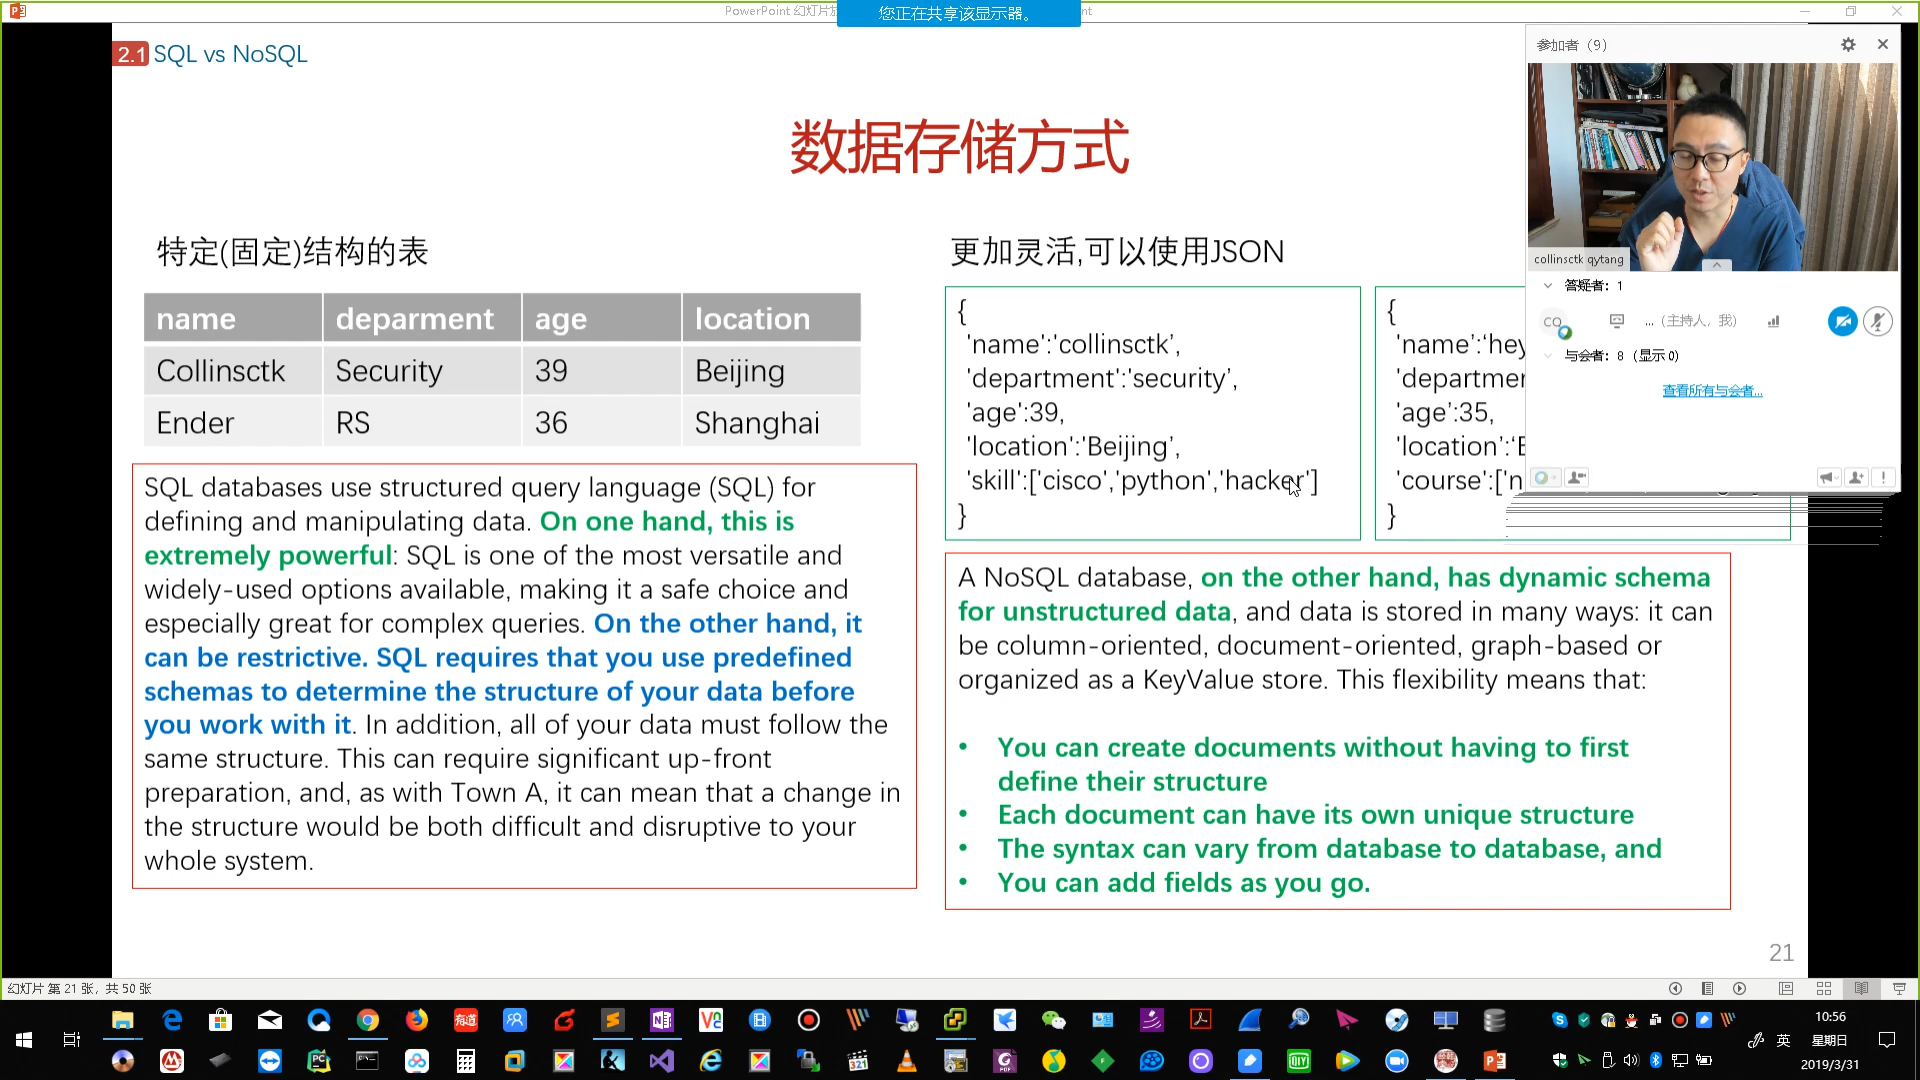 PowerPoint 幻灯片放
您正在共享该显示器。
nt
2.1 SQL vs NoSQL
数据存储方式
特定(固定)结构的表
name deparment age location
Collinsctk Security 39 Beijing
Ender RS 36 Shanghai
SQL databases use structured query language (SQL) for
defining and manipulating data. On one hand, this is
extremely powerful: SQL is one of the most versatile and
widely-used options available, making it a safe choice and
especially great for complex queries. On the other hand, it
can be restrictive. SQL requires that you use predefined
schemas to determine the structure of your data before
you work with it. In addition, all of your data must follow the
same structure. This can require significant up-front
preparation, and, as with Town A, it can mean that a change in
the structure would be both difficult and disruptive to your
whole system.
更加灵活,可以使用JSON
{
'name':'collinsctk’,
'department':'security’,
'age':39,
'location':'Beijing’,
'skill':['cisco','python','hacker']
}
{
'name’:‘hey
'departmen
'age’:35,
'location’:‘B
'course':['n
}
A NoSQL database, on the other hand, has dynamic schema
for unstructured data, and data is stored in many ways: it can
be column-oriented, document-oriented, graph-based or
organized as a KeyValue store. This flexibility means that:
• You can create documents without having to first
define their structure
• Each document can have its own unique structure
• The syntax can vary from database to database, and
• You can add fields as you go.
21
参加者 (9)
collinsctk qytang
答疑者: 1
CO ... (主持人, 我)
与会者: 8 (显示 0)
查看所有与会者...
幻灯片 第 21 张, 共 50 张
英
10:56
星期日
2019/3/31